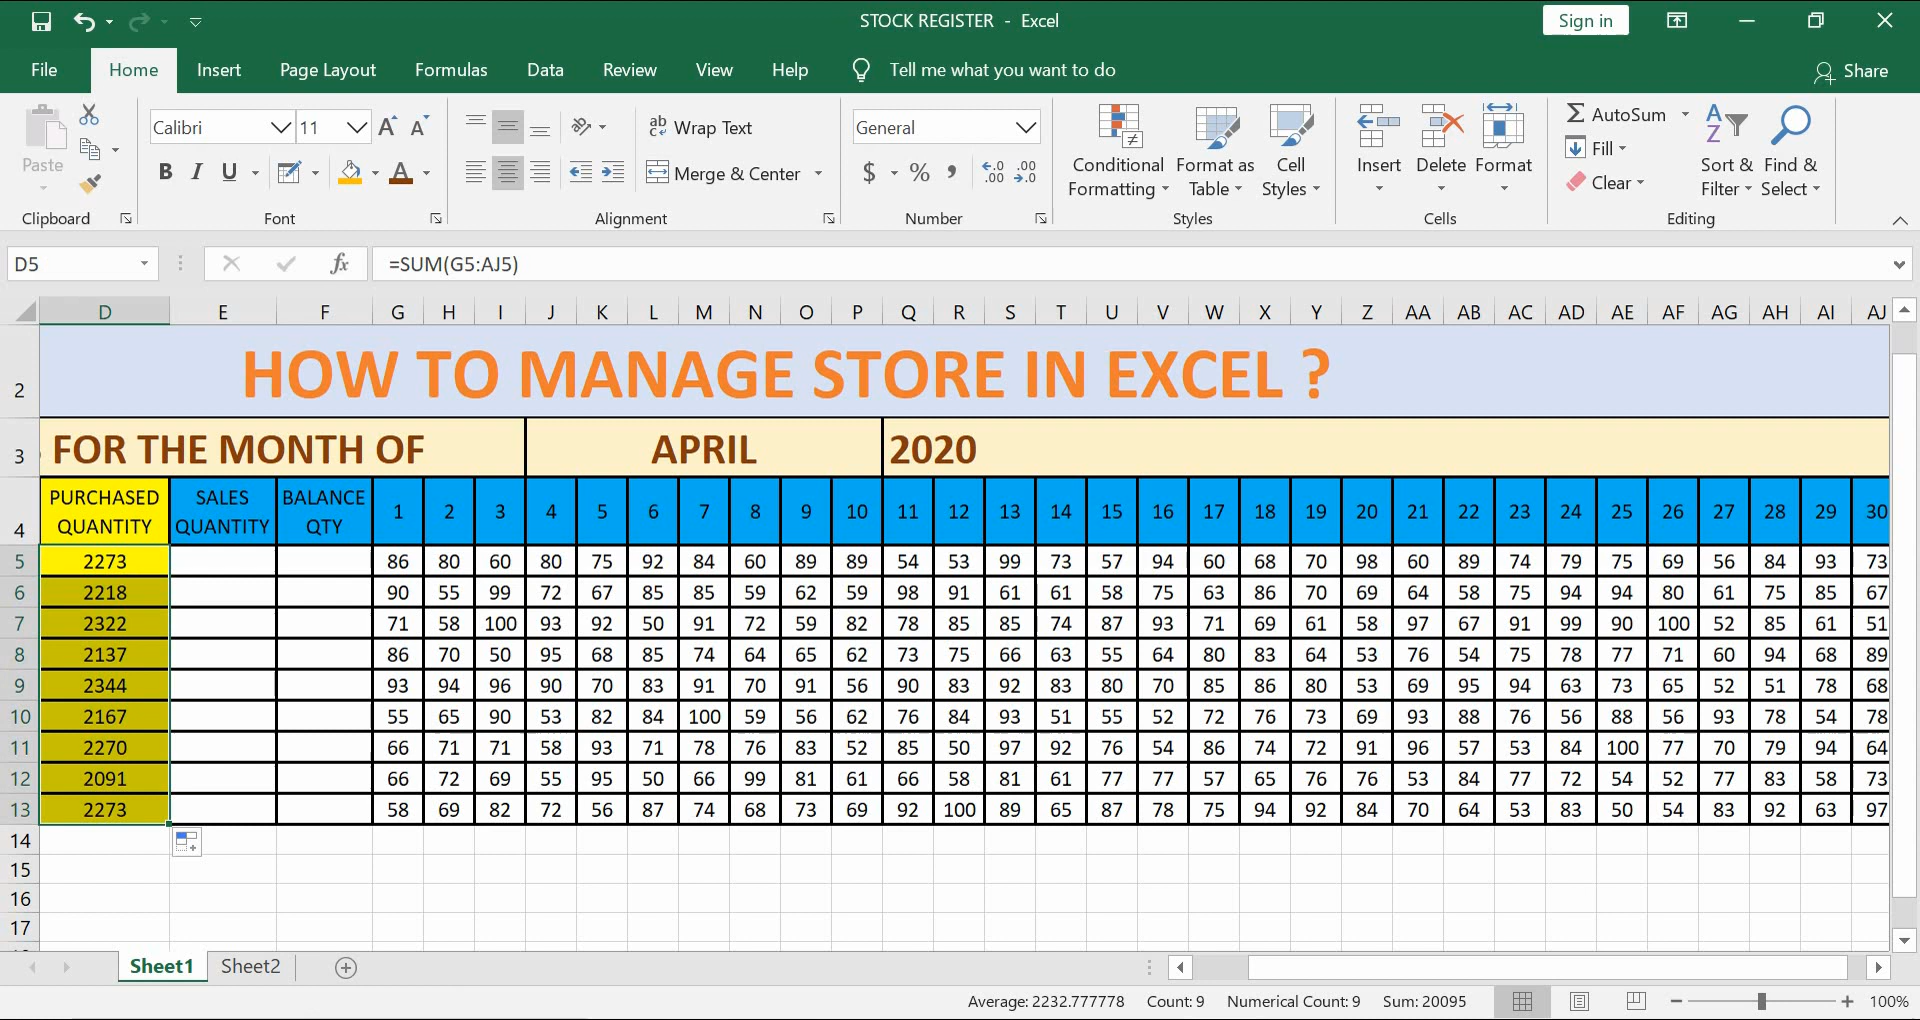 STOCK REGISTER - Excel
Sign in
File Home Insert Page Layout Formulas Data Review View Help Tell me what you want to do Share
Paste
Clipboard
Calibri 11 A A
B I U A
Font
Wrap Text
Merge & Center
Alignment
General
$ % , .00 .00
Number
Conditional Formatting
Format as Table
Cell Styles
Styles
Insert Delete Format
Cells
AutoSum
Fill
Clear
Sort & Filter
Find & Select
Editing
D5 fx =SUM(G5:AJ5)
D E F G H I J K L M N O P Q R S T U V W X Y Z AA AB AC AD AE AF AG AH AI AJ
2 HOW TO MANAGE STORE IN EXCEL ?
3 FOR THE MONTH OF APRIL 2020
4 PURCHASED QUANTITY SALES QUANTITY BALANCE QTY 1 2 3 4 5 6 7 8 9 10 11 12 13 14 15 16 17 18 19 20 21 22 23 24 25 26 27 28 29 30
5 2273 86 80 60 80 75 92 84 60 89 89 54 53 99 73 57 94 60 68 70 98 60 89 74 79 75 69 56 84 93 73
6 2218 90 55 99 72 67 85 85 59 62 59 98 91 61 61 58 75 63 86 70 69 64 58 75 94 94 80 61 75 85 67
7 2322 71 58 100 93 92 50 91 72 59 82 78 85 85 74 87 93 71 69 61 58 97 67 91 99 90 100 52 85 61 51
8 2137 86 70 50 95 68 85 74 64 65 62 73 75 66 63 55 64 80 83 64 53 76 54 75 78 77 71 60 94 68 89
9 2344 93 94 96 90 70 83 91 70 91 56 90 83 92 83 80 70 85 86 80 53 69 95 94 63 73 65 52 51 78 68
10 2167 55 65 90 53 82 84 100 59 56 62 76 84 93 51 55 52 72 76 73 69 93 88 76 56 88 56 93 78 54 78
11 2270 66 71 71 58 93 71 78 76 83 52 85 50 97 92 76 54 86 74 72 91 96 57 53 84 100 77 70 79 94 64
12 2091 66 72 69 55 95 50 66 99 81 61 66 58 81 61 77 77 57 65 76 76 53 84 77 72 54 52 77 83 58 73
13 2273 58 69 82 72 56 87 74 68 73 69 92 100 89 65 87 78 75 94 92 84 70 64 53 83 50 54 83 92 63 97
14
15
16
17
Sheet1 Sheet2
Average: 2232.777778 Count: 9 Numerical Count: 9 Sum: 20095 100%